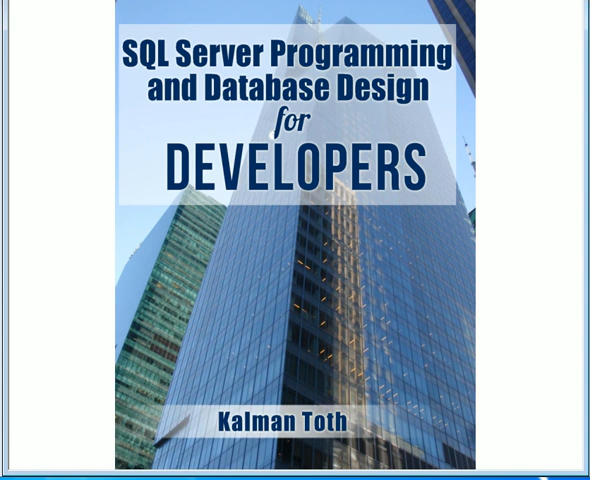 SQL Server Programming
and Database Design
for
DEVELOPERS
Kalman Toth